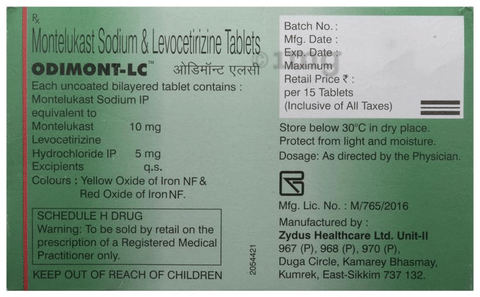 Rx
Montelukast Sodium & Levocetirizine Tablets
ODIMONT-LC™ ओडिमॉन्ट एलसी
Each uncoated bilayered tablet contains :
Montelukast Sodium IP
equivalent to
Montelukast 10 mg
Levocetirizine
Hydrochloride IP 5 mg
Excipients q.s.
Colours : Yellow Oxide of Iron NF &
Red Oxide of Iron NF.
SCHEDULE H DRUG
Warning: To be sold by retail on the
prescription of a Registered Medical
Practitioner only.
KEEP OUT OF REACH OF CHILDREN
2054421
Batch No. :
Mfg. Date :
Exp. Date :
Maximum
Retail Price ₹ :
per 15 Tablets
(Inclusive of All Taxes)
Store below 30°C in dry place.
Protect from light and moisture.
Dosage: As directed by the Physician.
Mfg. Lic. No. : M/765/2016
Manufactured by :
Zydus Healthcare Ltd. Unit-II
967 (P), 968 (P), 970 (P),
Duga Circle, Kamarey Bhasmay,
Kumrek, East-Sikkim 737 132.